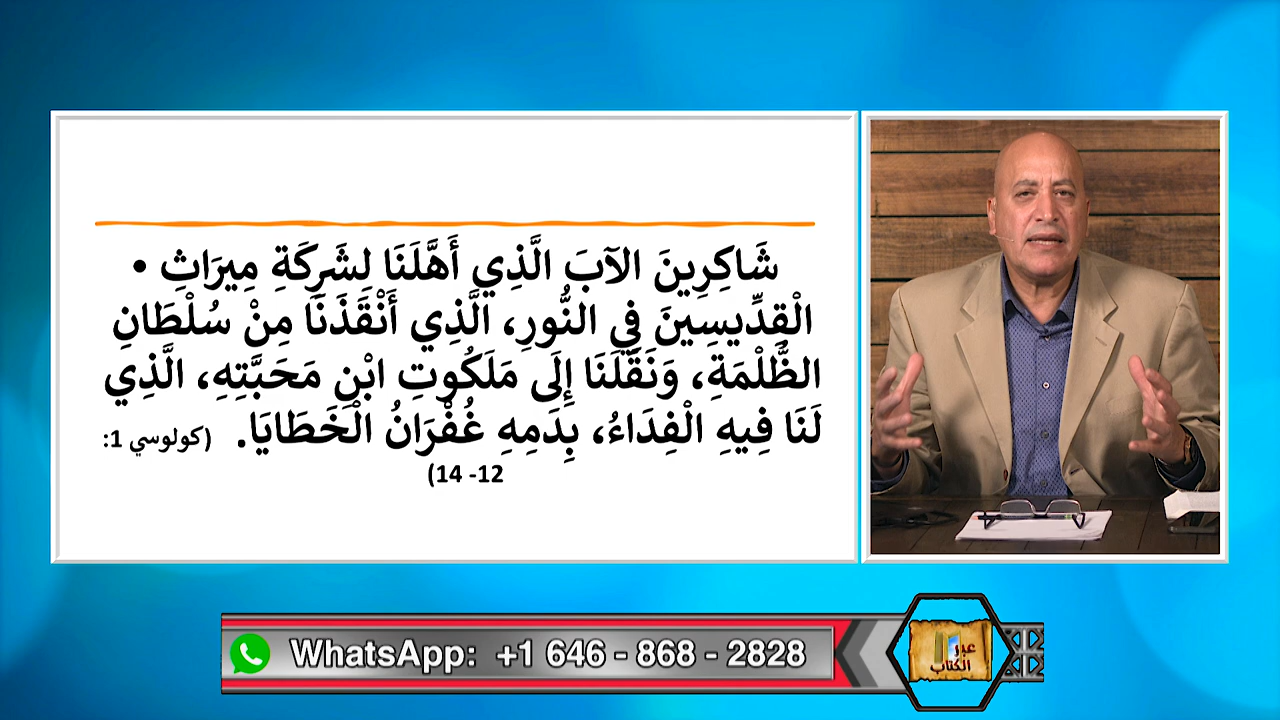 • شَاكِرِينَ الآبَ الَّذِي أَهَّلَنَا لِشَرِكَةِ مِيرَاثِ
الْقِدِّيسِينَ فِي النُّورِ، الَّذِي أَنْقَذَنَا مِنْ سُلْطَانِ
الظُّلْمَةِ، وَنَقَلَنَا إِلَى مَلَكُوتِ ابْنِ مَحَبَّتِهِ، الَّذِي
لَنَا فِيهِ الْفِدَاءُ، بِدَمِهِ غُفْرَانُ الْخَطَايَا. (كولوسي 1:
12- 14)
WhatsApp: +1 646 - 868 - 2828
عبر
الكتاب